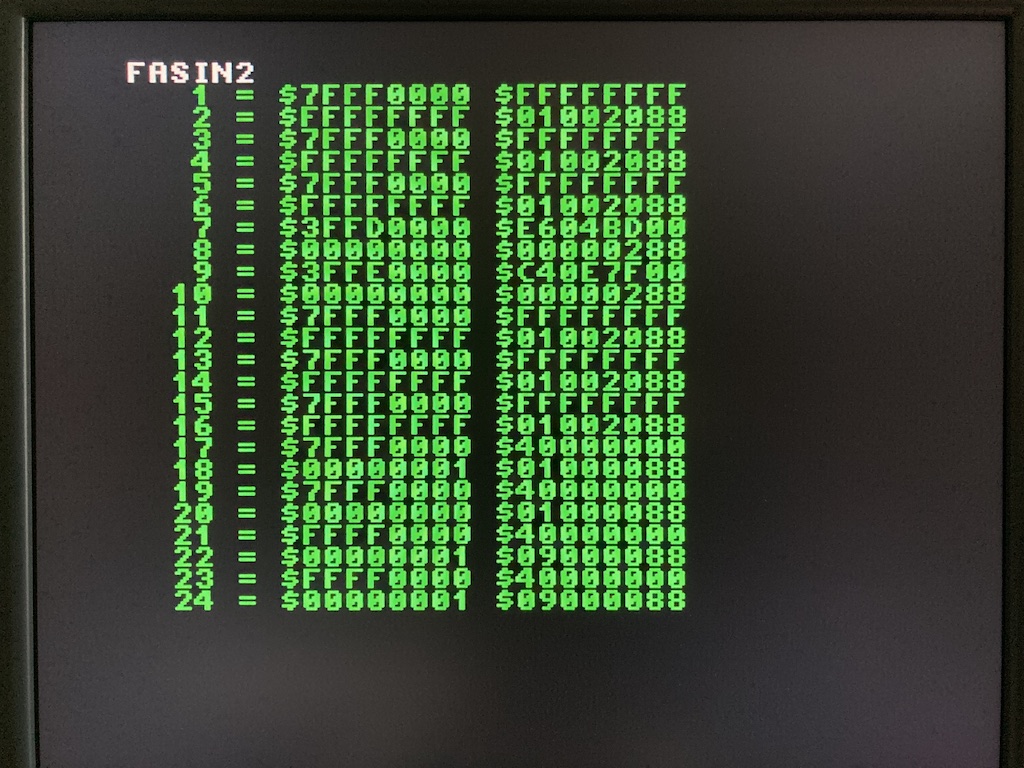 FASIN2
1 = $7FFF0000 $FFFFFFFF
2 = $FFFFFFFF $01002088
3 = $7FFF0000 $FFFFFFFF
4 = $FFFFFFFF $01002088
5 = $7FFF0000 $FFFFFFFF
6 = $FFFFFFFF $01002088
7 = $3FFD0000 $E604BD00
8 = $00000000 $00000288
9 = $3FFE0000 $C40E7F00
10 = $00000000 $00000288
11 = $7FFF0000 $FFFFFFFF
12 = $FFFFFFFF $01002088
13 = $7FFF0000 $FFFFFFFF
14 = $FFFFFFFF $01002088
15 = $7FFF0000 $FFFFFFFF
16 = $FFFFFFFF $01002088
17 = $7FFF0000 $40000000
18 = $00000001 $01000088
19 = $7FFF0000 $40000000
20 = $00000000 $01000088
21 = $FFFF0000 $40000000
22 = $00000001 $09000088
23 = $FFFF0000 $40000000
24 = $00000001 $09000088